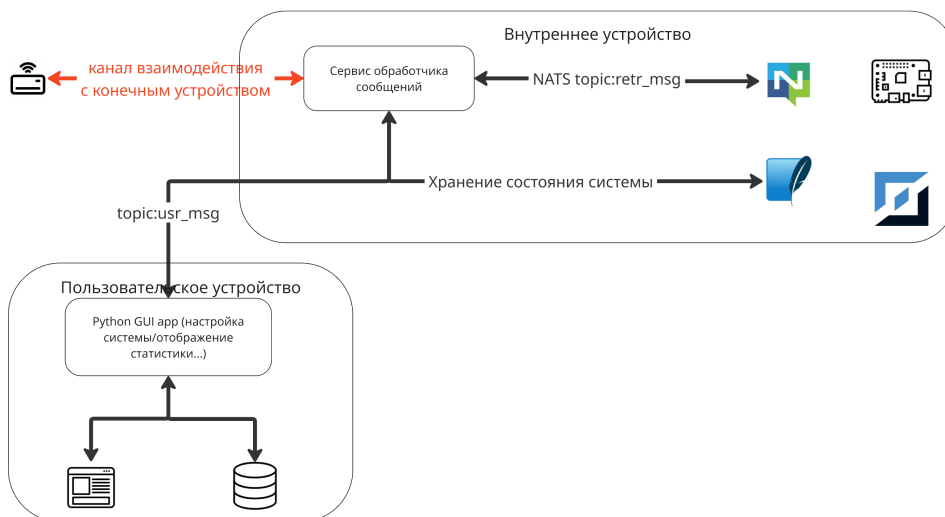 Внутреннее устройство
канал взаимодействия
с конечным устройством
Сервис обработчика
сообщений
NATS topic:retr_msg
Хранение состояния системы
topic:usr_msg
Пользовательское устройство
Python GUI app (настройка
системы/отображение
статистики...)